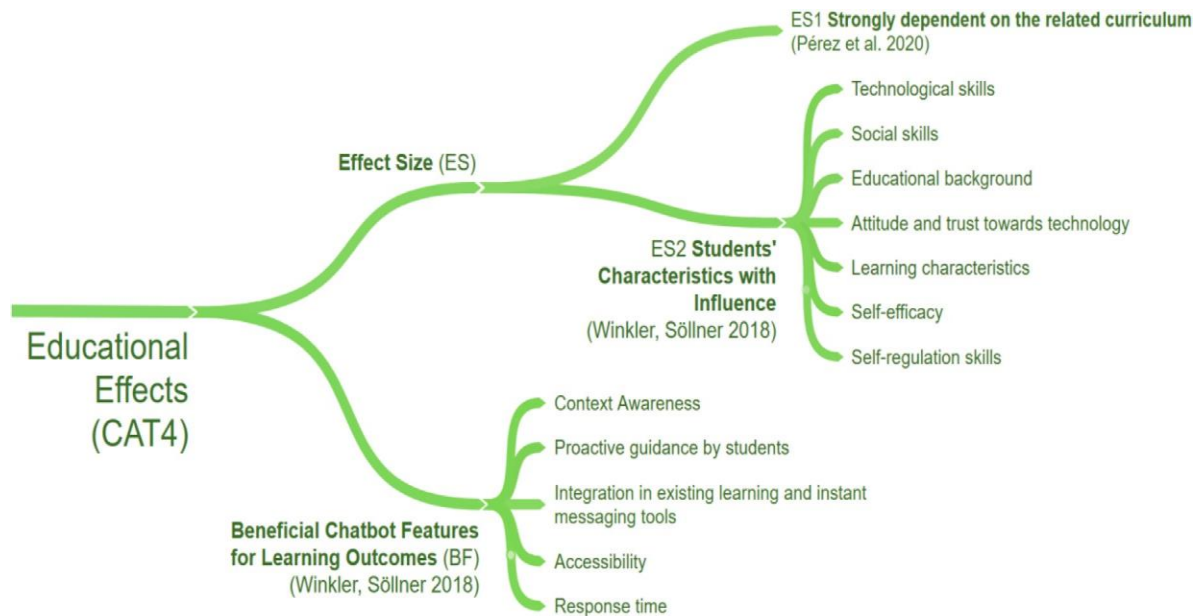 ES1 Strongly dependent on the related curriculum
(Pérez et al. 2020)
Technological skills
Social skills
Effect Size (ES)
Educational background
Attitude and trust towards technology
ES2 Students'
Characteristics with
Influence
(Winkler, Söllner 2018)
Learning characteristics
Self-efficacy
Self-regulation skills
Educational
Effects
(CAT4)
Context Awareness
Proactive guidance by students
Integration in existing learning and instant
messaging tools
Beneficial Chatbot Features
for Learning Outcomes (BF)
(Winkler, Söllner 2018)
Accessibility
Response time